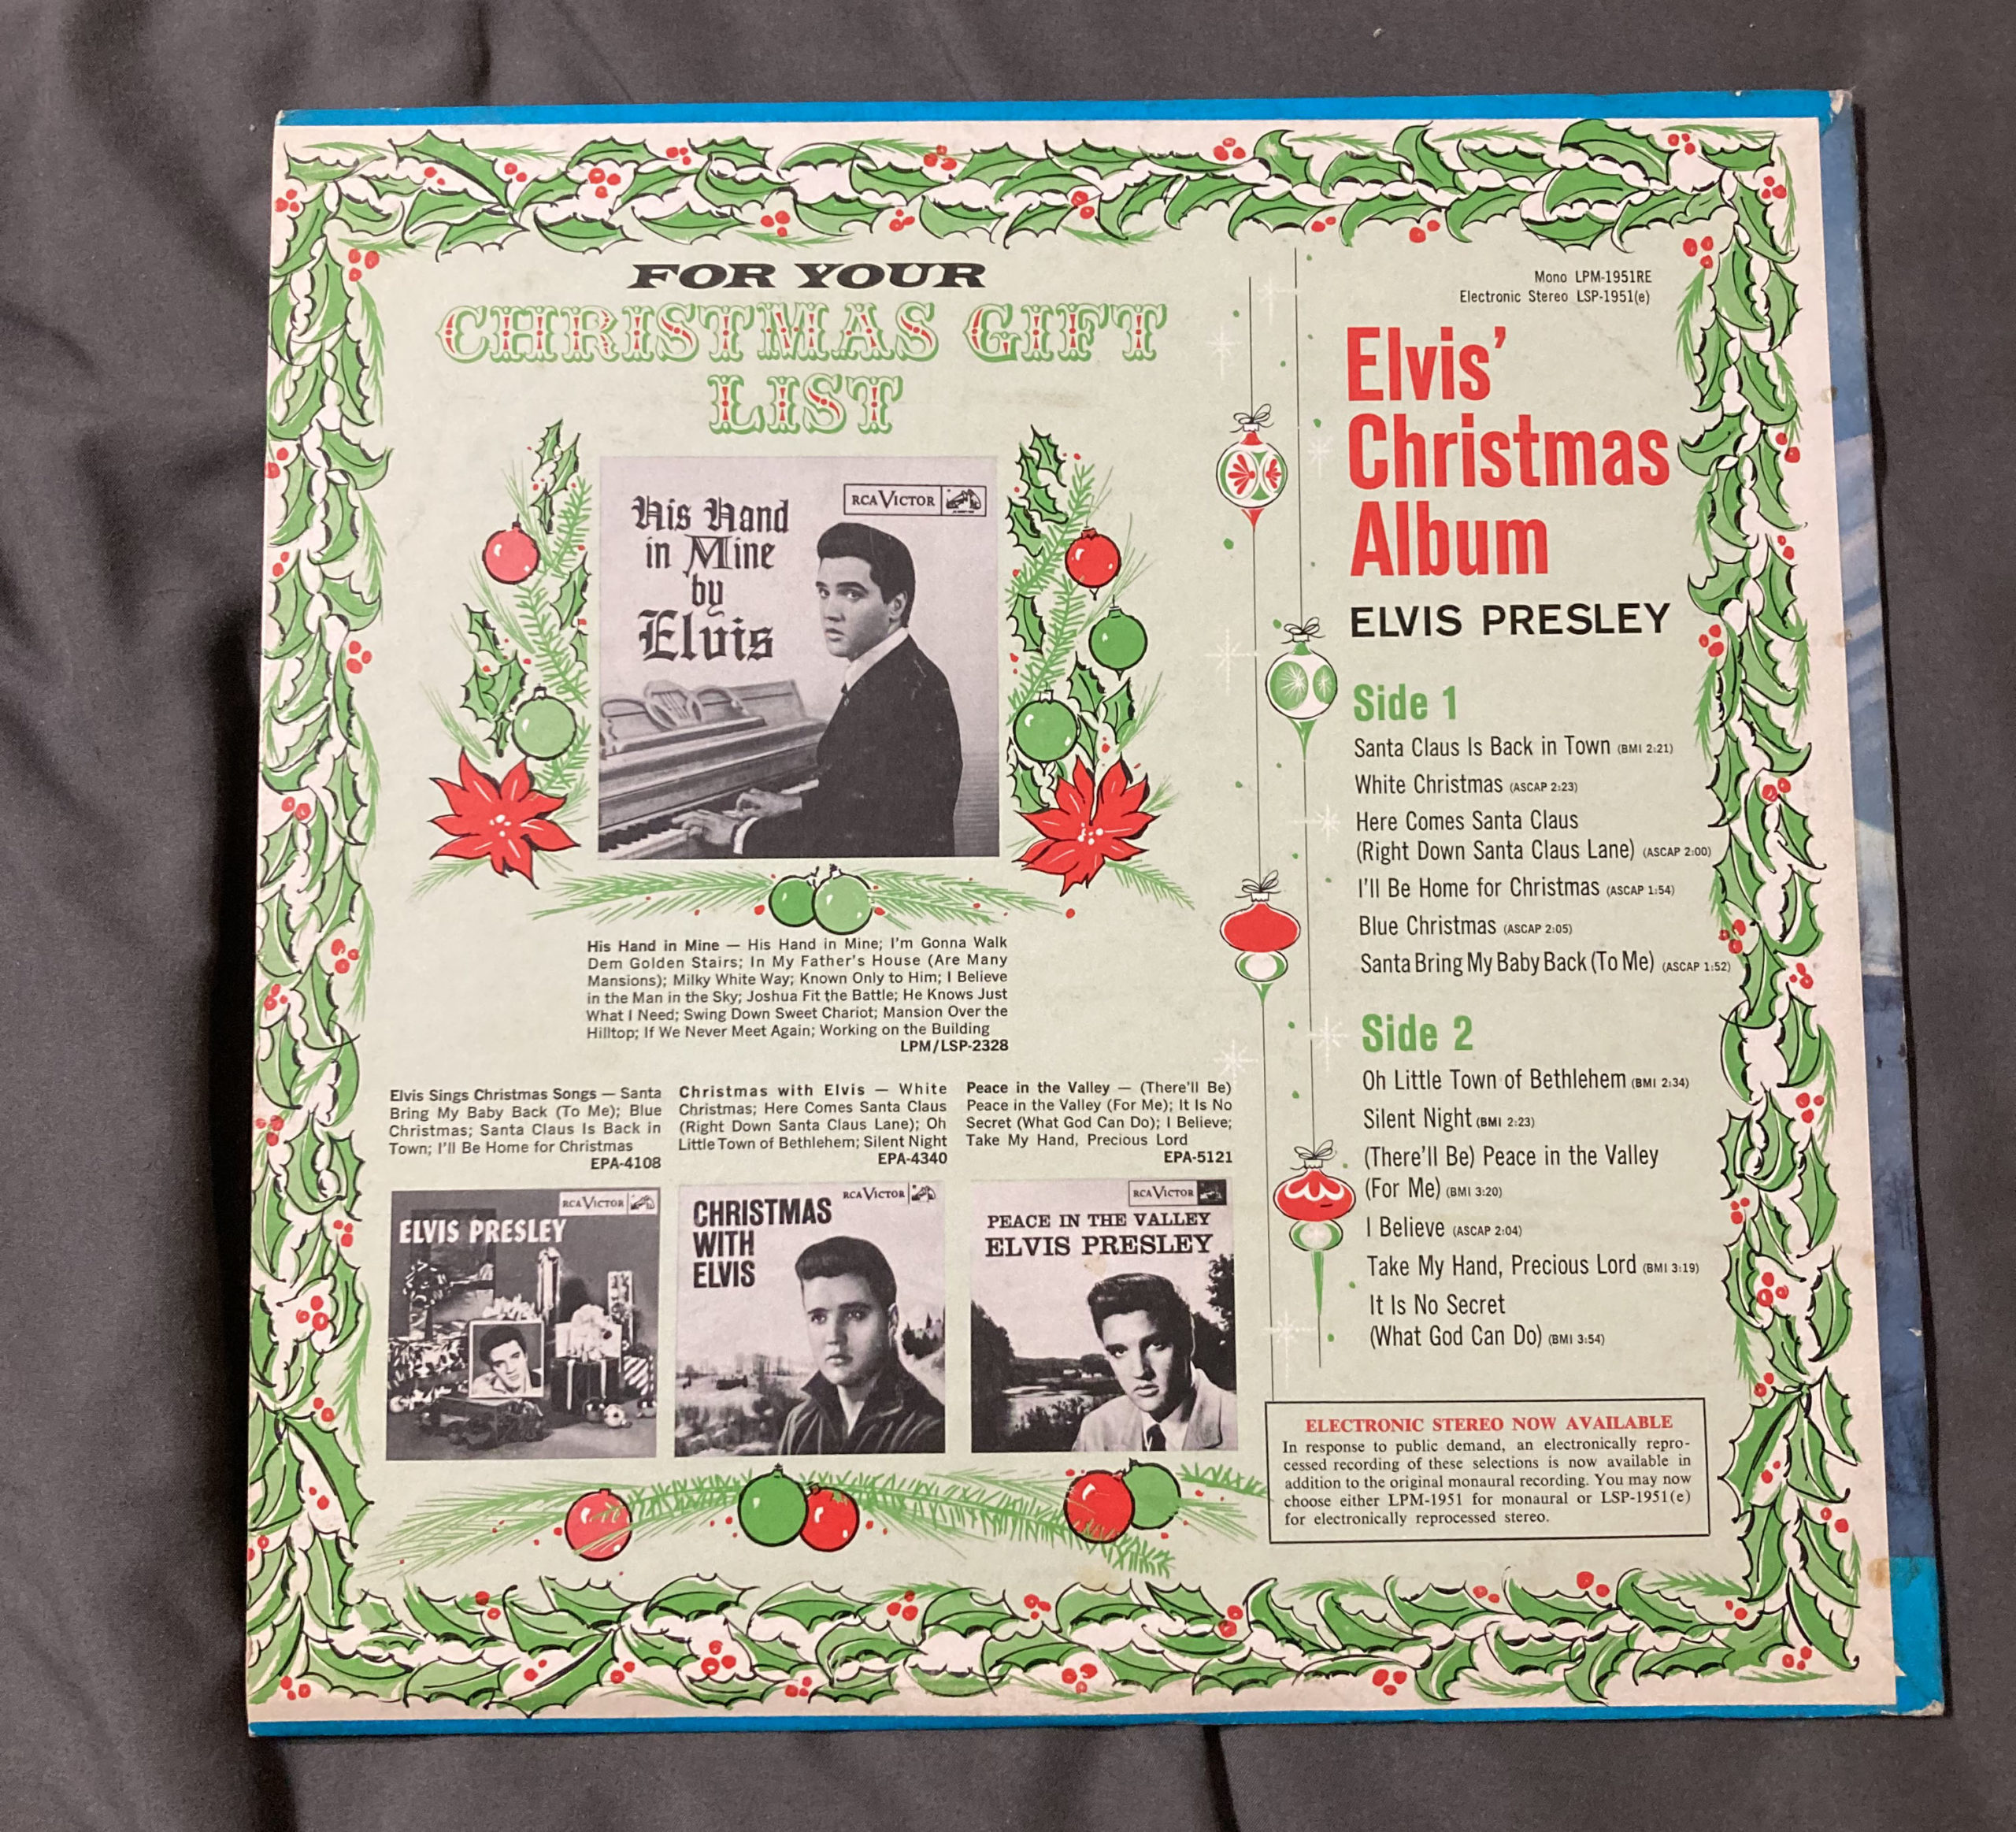 FOR YOUR
CHRISTMAS GIFT
LIST
RCA VICTOR
His Hand
in Mine
by
Elvis
His Hand in Mine — His Hand in Mine; I'm Gonna Walk
Dem Golden Stairs; In My Father's House (Are Many
Mansions); Milky White Way; Known Only to Him; I Believe
in the Man in the Sky; Joshua Fit the Battle; He Knows Just
What I Need; Swing Down Sweet Chariot; Mansion Over the
Hilltop; If We Never Meet Again; Working on the Building
LPM/LSP-2328
Elvis Sings Christmas Songs — Santa
Bring My Baby Back (To Me); Blue
Christmas; Santa Claus Is Back in
Town; I'll Be Home for Christmas
EPA-4108
Christmas with Elvis — White
Christmas; Here Comes Santa Claus
(Right Down Santa Claus Lane); Oh
Little Town of Bethlehem; Silent Night
EPA-4340
Peace in the Valley — (There'll Be)
Peace in the Valley (For Me); It Is No
Secret (What God Can Do); I Believe;
Take My Hand, Precious Lord
EPA-5121
RCA VICTOR
ELVIS PRESLEY
RCA VICTOR
CHRISTMAS
WITH
ELVIS
RCA VICTOR
PEACE IN THE VALLEY
ELVIS PRESLEY
Mono LPM-1951RE
Electronic Stereo LSP-1951(e)
Elvis'
Christmas
Album
ELVIS PRESLEY
Side 1
Santa Claus Is Back in Town (BMI 2:21)
White Christmas (ASCAP 2:23)
Here Comes Santa Claus
(Right Down Santa Claus Lane) (ASCAP 2:00)
I'll Be Home for Christmas (ASCAP 1:54)
Blue Christmas (ASCAP 2:05)
Santa Bring My Baby Back (To Me) (ASCAP 1:52)
Side 2
Oh Little Town of Bethlehem (BMI 2:34)
Silent Night (BMI 2:23)
(There'll Be) Peace in the Valley
(For Me) (BMI 3:20)
I Believe (ASCAP 2:04)
Take My Hand, Precious Lord (BMI 3:19)
It Is No Secret
(What God Can Do) (BMI 3:54)
ELECTRONIC STEREO NOW AVAILABLE
In response to public demand, an electronically repro-
cessed recording of these selections is now available in
addition to the original monaural recording. You may now
choose either LPM-1951 for monaural or LSP-1951(e)
for electronically reprocessed stereo.